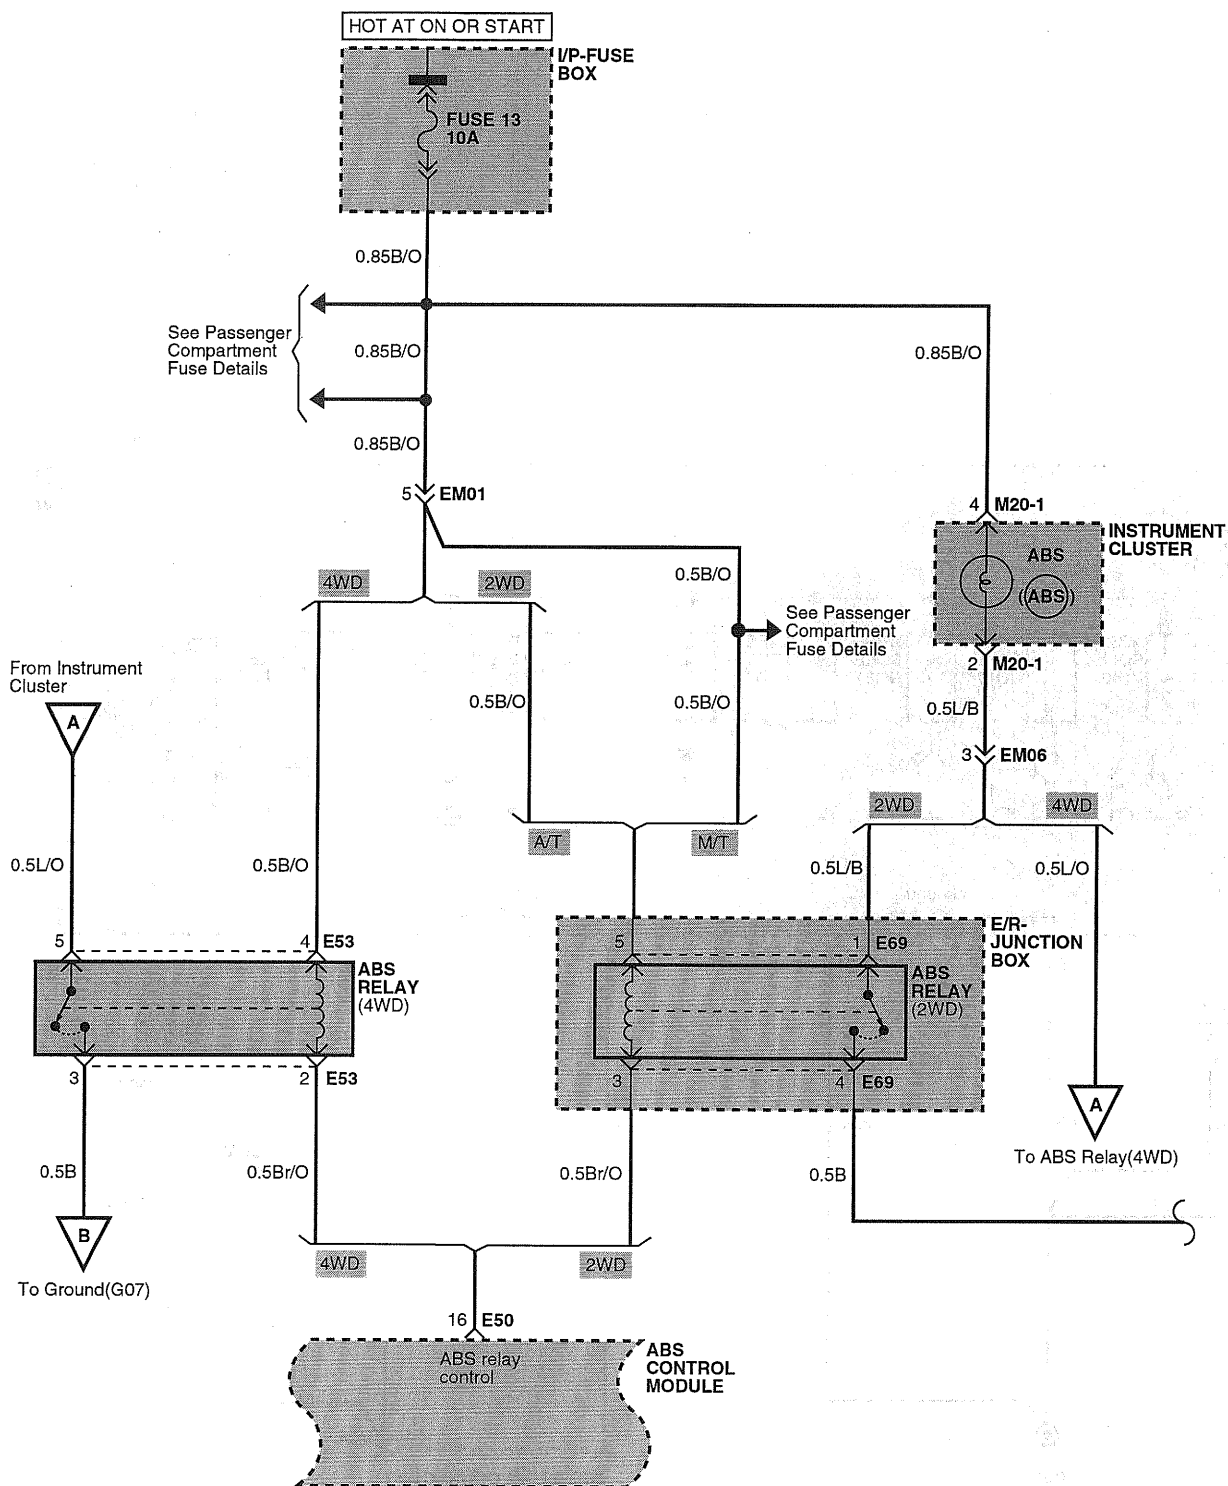 HOT AT ON OR START
I/P-FUSE
BOX
FUSE 13
10A
0.85B/O
See Passenger
Compartment
Fuse Details
0.85B/O
0.85B/O
0.85B/O
5 EM01
4 M20-1
INSTRUMENT
CLUSTER
ABS
(ABS)
4WD
2WD
0.5B/O
See Passenger
Compartment
Fuse Details
2 M20-1
From Instrument
Cluster
A
0.5B/O
0.5B/O
0.5L/B
3 EM06
2WD
4WD
A/T
M/T
0.5L/O
0.5B/O
0.5L/B
0.5L/O
5
4 E53
ABS
RELAY
(4WD)
5
1 E69
E/R-
JUNCTION
BOX
ABS
RELAY
(2WD)
3
2 E53
3
4 E69
A
To ABS Relay(4WD)
0.5B
0.5Br/O
0.5Br/O
0.5B
B
To Ground(G07)
4WD
2WD
16 E50
ABS relay
control
ABS
CONTROL
MODULE